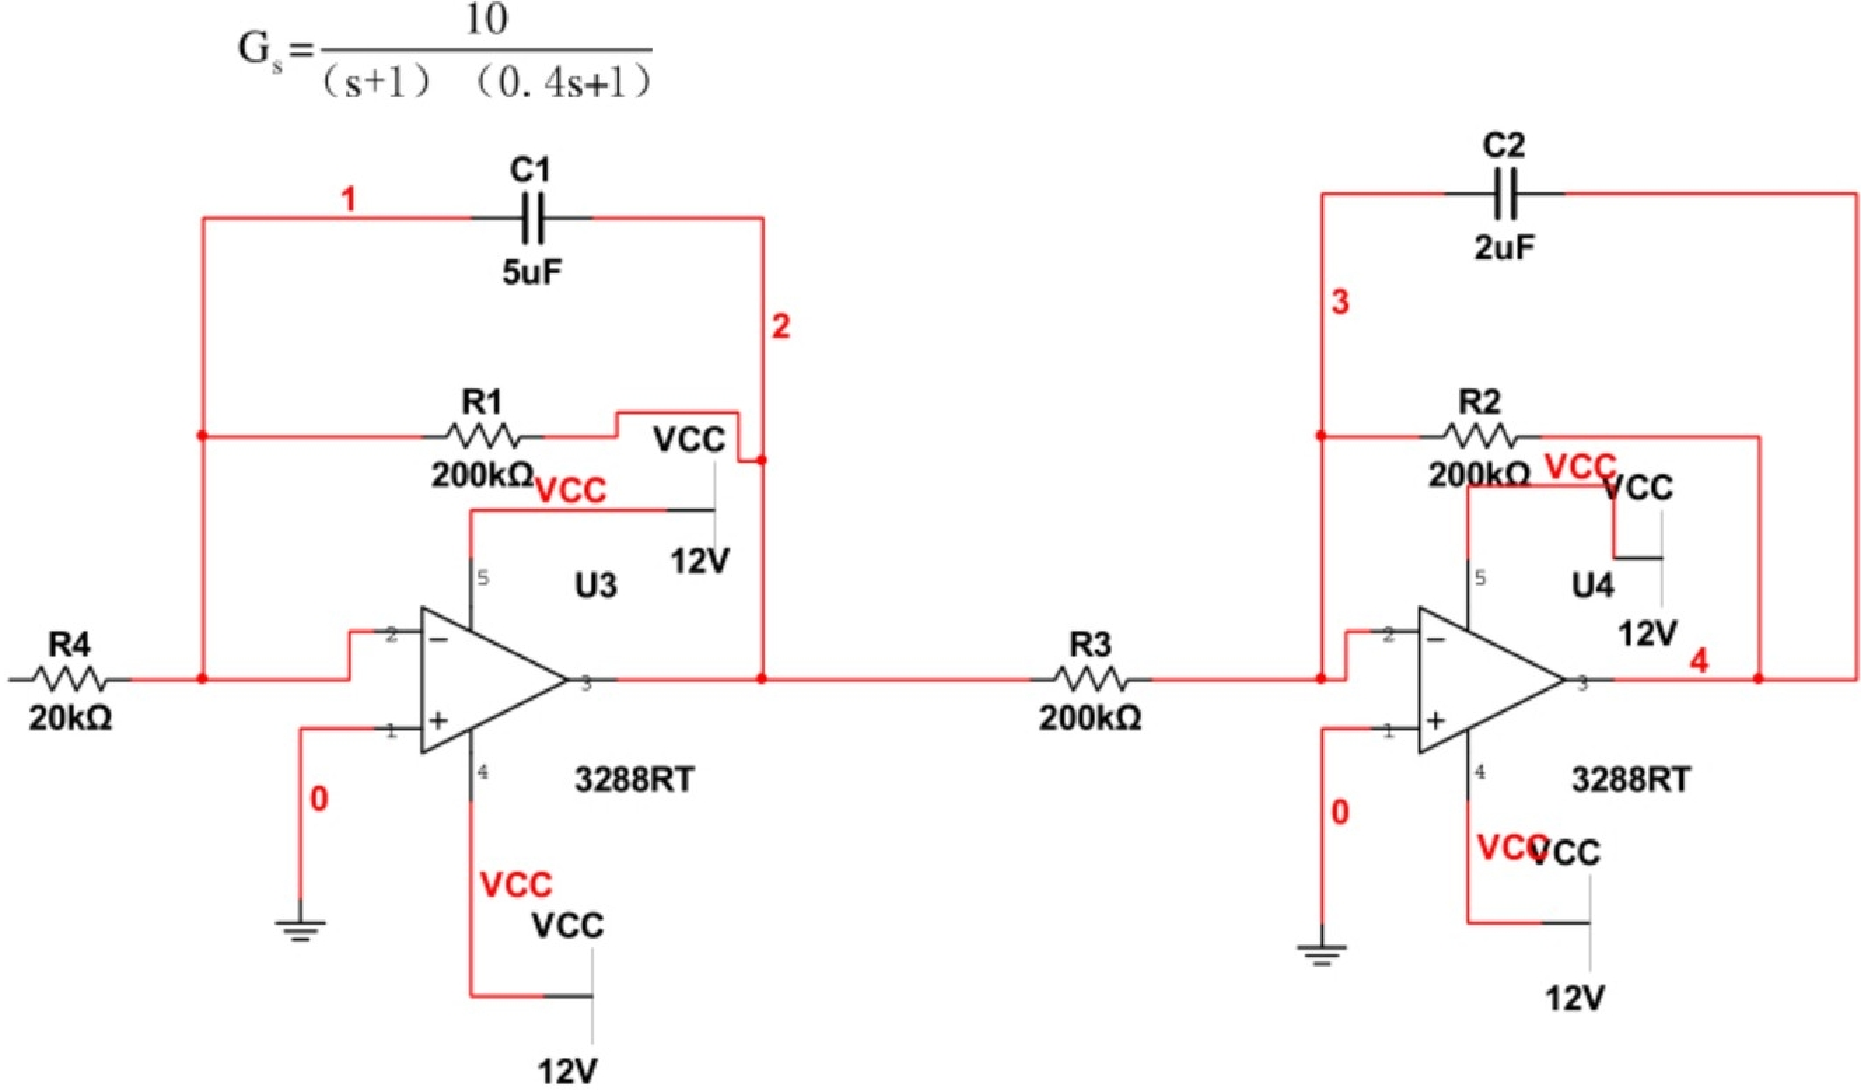 10
Gs=
(s+1) (0.4s+1)
C1
5uF
1
2
R1
200kΩ
VCC
VCC
12V
5
U3
2
3
1
4
3288RT
R4
20kΩ
0
VCC
VCC
12V
R3
200kΩ
C2
2uF
3
R2
200kΩ
VCC
VCC
12V
5
U4
2
3
1
4
4
3288RT
0
VCC
VCC
12V